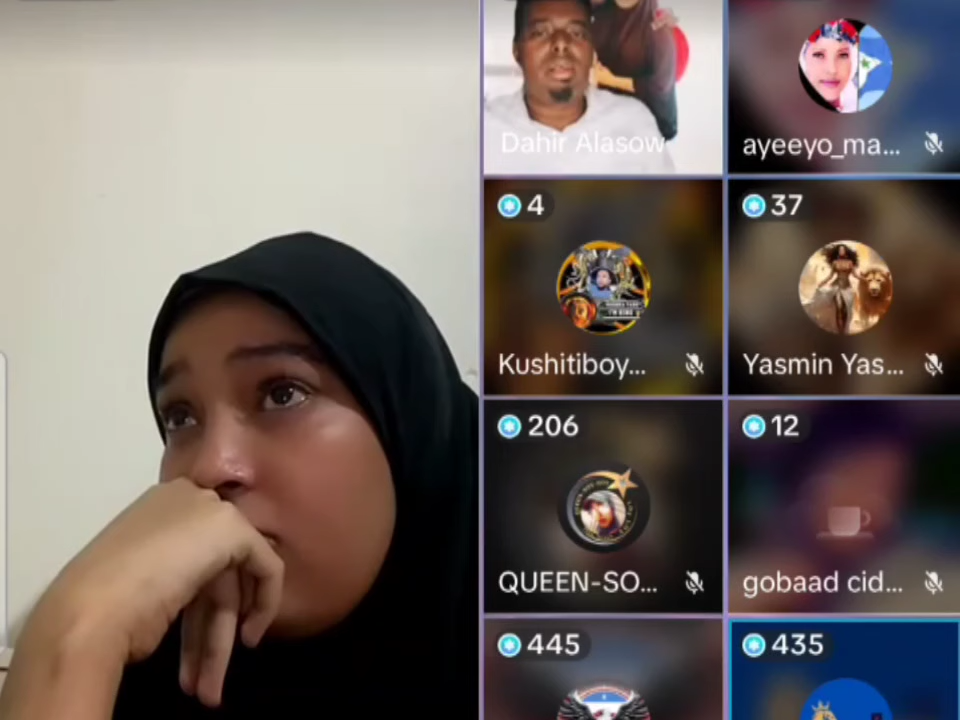 Dahir Alasow
ayeeyo_ma...
4
37
Kushitiboy...
Yasmin Yas...
206
12
QUEEN-SO...
gobaad cid...
445
435